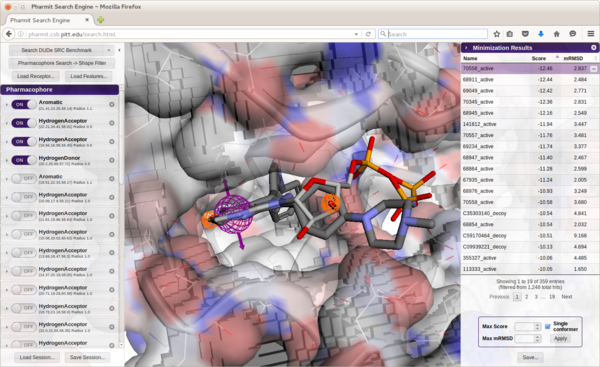 Pharmit Search Engine - Mozilla Firefox
Pharmit Search Engine
pharmit.csb.pitt.edu/search.html
Search
Search DUDe SRC Benchmark
Pharmacophore Search -> Shape Filter
Load Receptor...
Load Features...
Pharmacophore
ON
Aromatic
ON
HydrogenAcceptor
ON
HydrogenAcceptor
ON
HydrogenDonor
OFF
Aromatic
OFF
HydrogenAcceptor
OFF
HydrogenAcceptor
OFF
HydrogenAcceptor
OFF
HydrogenAcceptor
OFF
HydrogenAcceptor
OFF
HydrogenAcceptor
OFF
HydrogenAcceptor
OFF
HydrogenAcceptor
Load Session...
Save Session...
Minimization Results
Name Score mRMSD
70558_active -12.46 2.807
68911_active -12.44 2.484
69049_active -12.42 2.771
70345_active -12.36 2.831
68945_active -12.16 2.549
141812_active -11.94 3.447
70557_active -11.76 3.481
69234_active -11.74 3.377
68947_active -11.40 2.467
68864_active -11.28 2.599
67935_active -11.24 2.005
68976_active -10.93 3.249
70556_active -10.58 3.680
C35303140_decoy -10.54 4.841
68854_active -10.54 2.032
C59170464_decoy -10.51 9.168
C09939221_decoy -10.13 4.694
355327_active -10.06 4.485
113333_active -10.05 1.650
Showing 1 to 19 of 359 entries
(filtered from 1,248 total hits)
Previous 1 2 3 ... 19 Next
Max Score
Single conformer
Max mRMSD
Apply
Save...